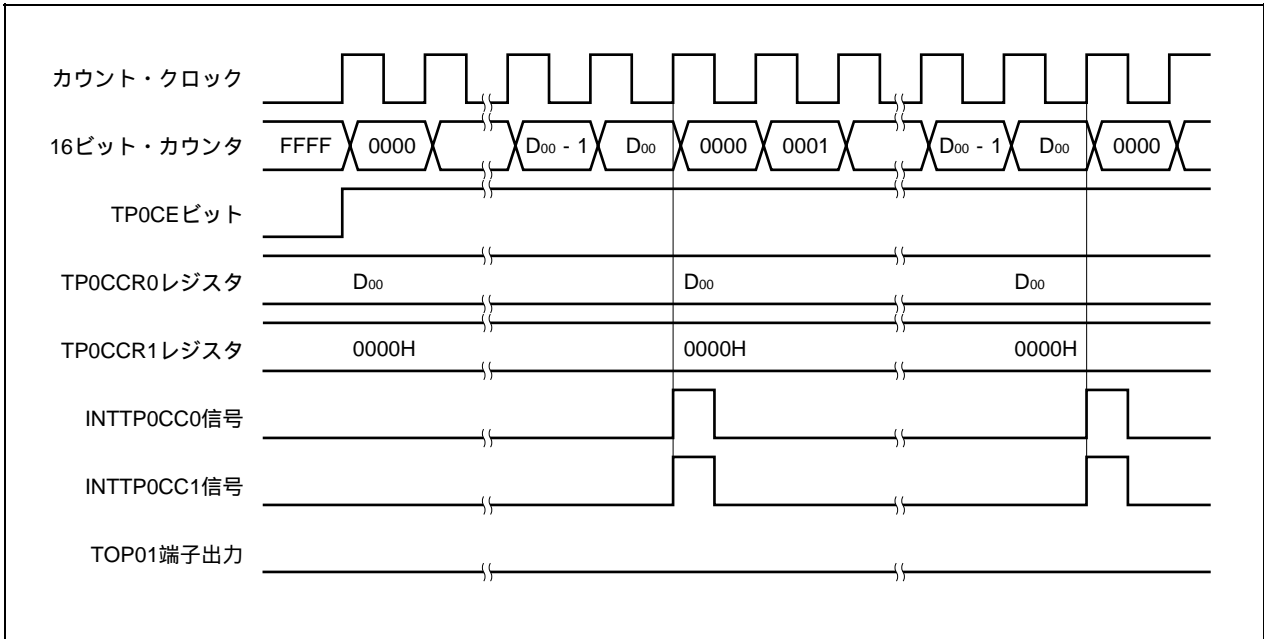 カウント・クロック
16ビット・カウンタ FFFF 0000 D00 - 1 D00 0000 0001 D00 - 1 D00 0000
TP0CEビット
TP0CCR0レジスタ D00 D00 D00
TP0CCR1レジスタ 0000H 0000H 0000H
INTTP0CC0信号
INTTP0CC1信号
TOP01端子出力